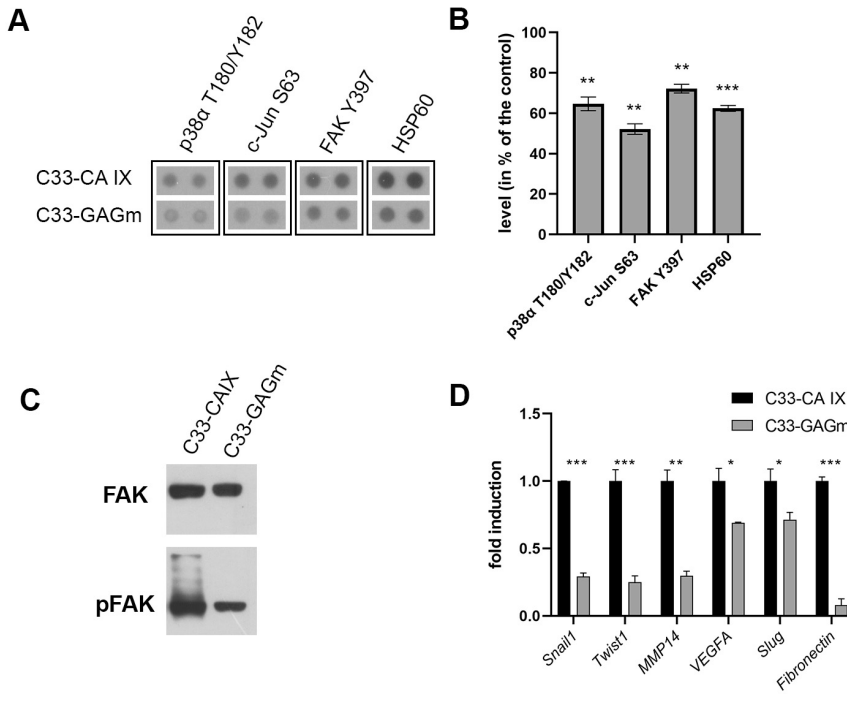 A
p38α T180/Y182
c-Jun S63
FAK Y397
HSP60
C33-CA IX
C33-GAGm
B
level (in % of the control)
100
80
60
40
20
0
**
**
**
***
p38α T180/Y182
c-Jun S63
FAK Y397
HSP60
C
C33-CAIX
C33-GAGm
FAK
pFAK
D
C33-CA IX
C33-GAGm
fold induction
1.5
1.0
0.5
0.0
***
***
**
*
*
***
Snail1
Twist1
MMP14
VEGFA
Slug
Fibronectin